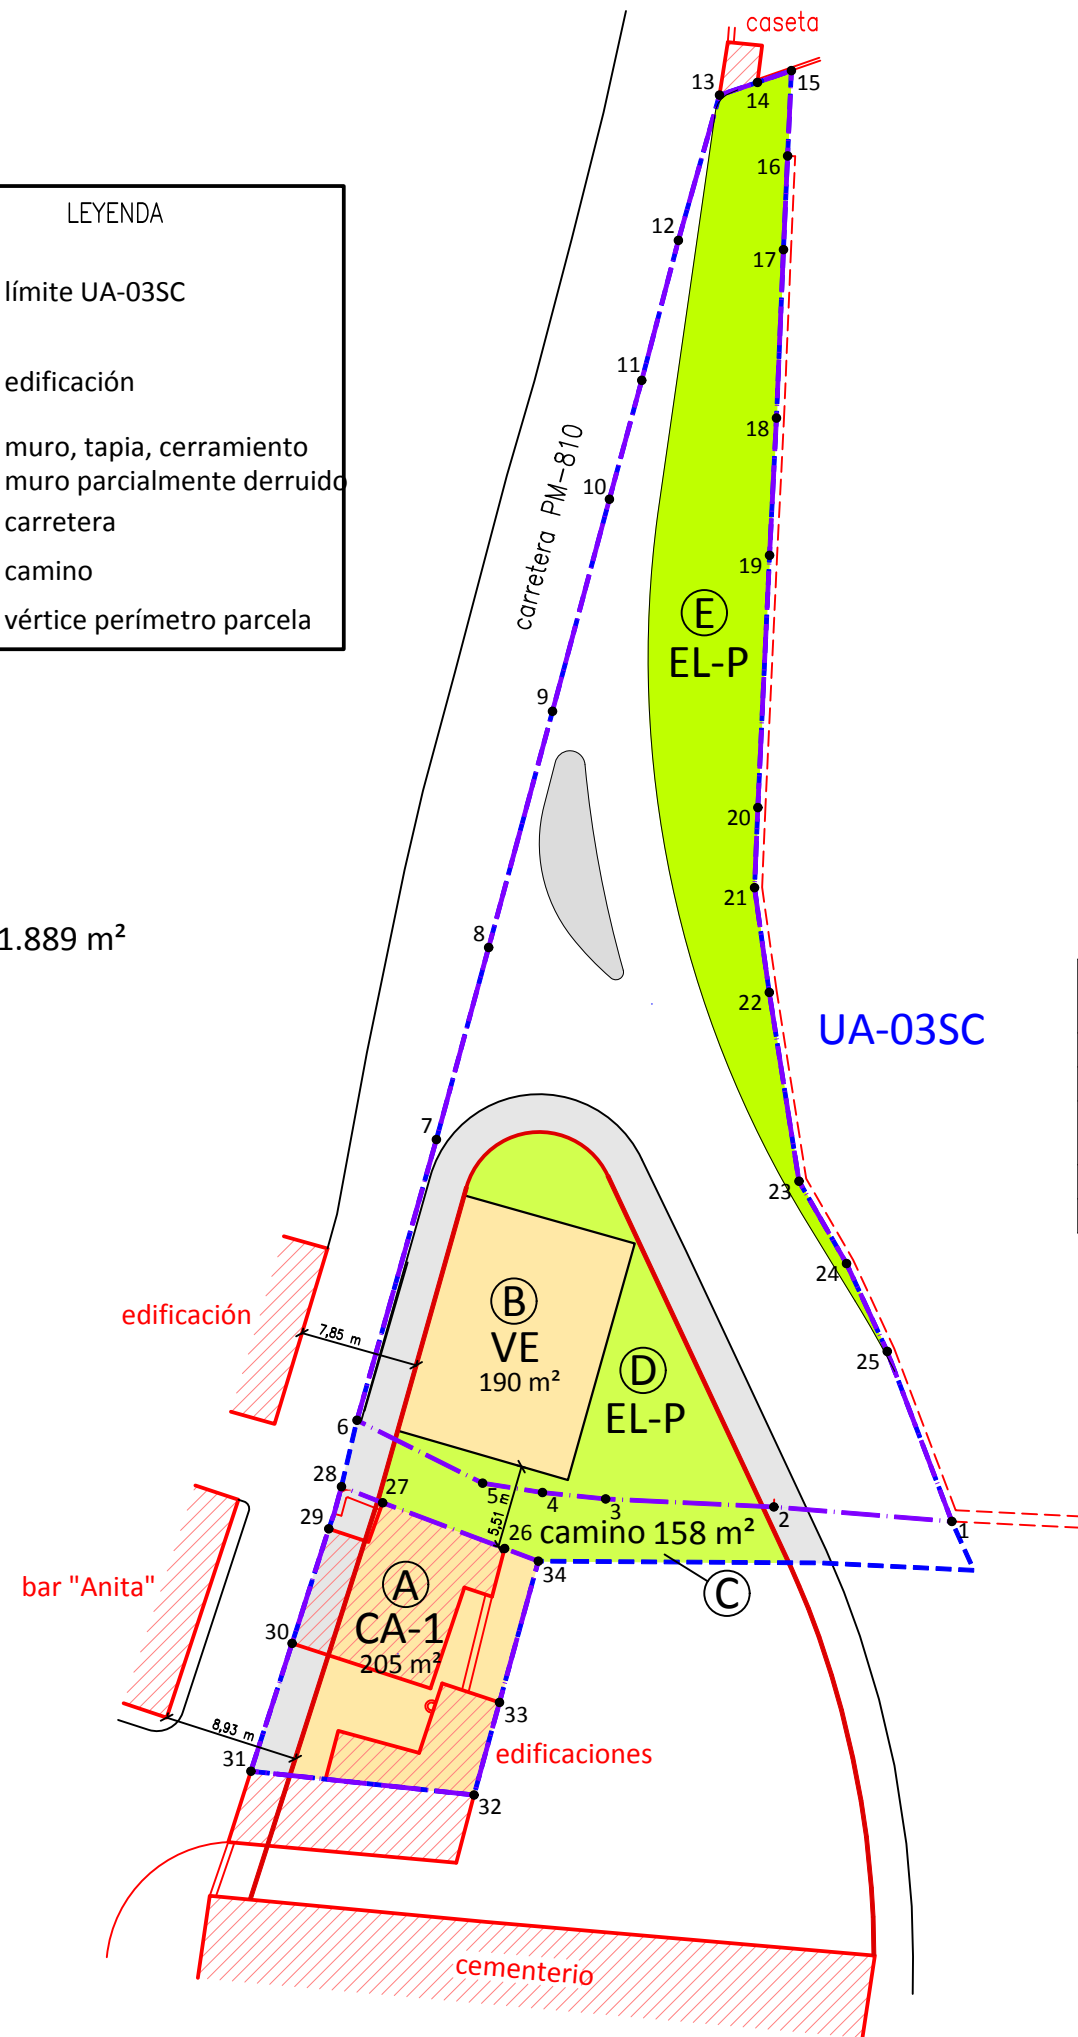 caseta
13
14
15
16
LEYENDA
12
17
límite UA-03SC
11
edificación
18
muro, tapia, cerramiento
muro parcialmente derruido
10
carretera PM-810
carretera
19
camino
E
vértice perímetro parcela
EL-P
9
20
21
8
1.889 m²
22
UA-03SC
7
23
24
B
edificación
7,85 m
VE
25
D
190 m²
EL-P
6
28
27
5
4
3
2
1
29
5,51 m
26
camino 158 m²
34
bar "Anita"
A
C
CA-1
30
205 m²
33
8,93 m
31
edificaciones
32
cementerio